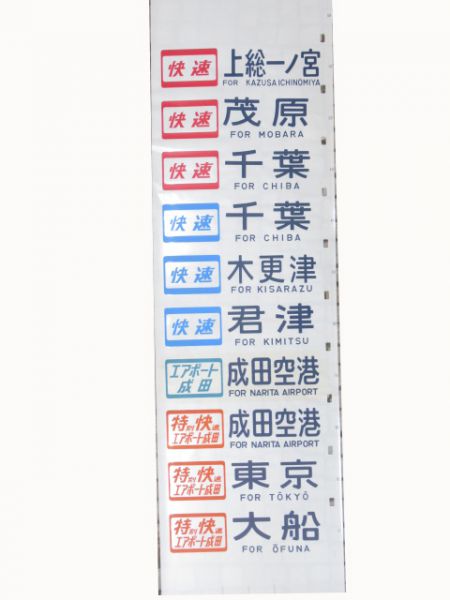 快速 上総一ノ宮
FOR KAZUSAICHINOMIYA
快速 茂原
FOR MOBARA
快速 千葉
FOR CHIBA
快速 千葉
FOR CHIBA
快速 木更津
FOR KISARAZU
快速 君津
FOR KIMITSU
エアポート成田 成田空港
FOR NARITA AIRPORT
特別快速エアポート成田 成田空港
FOR NARITA AIRPORT
特別快速エアポート成田 東京
FOR TŌKYŌ
特別快速エアポート成田 大船
FOR ŌFUNA